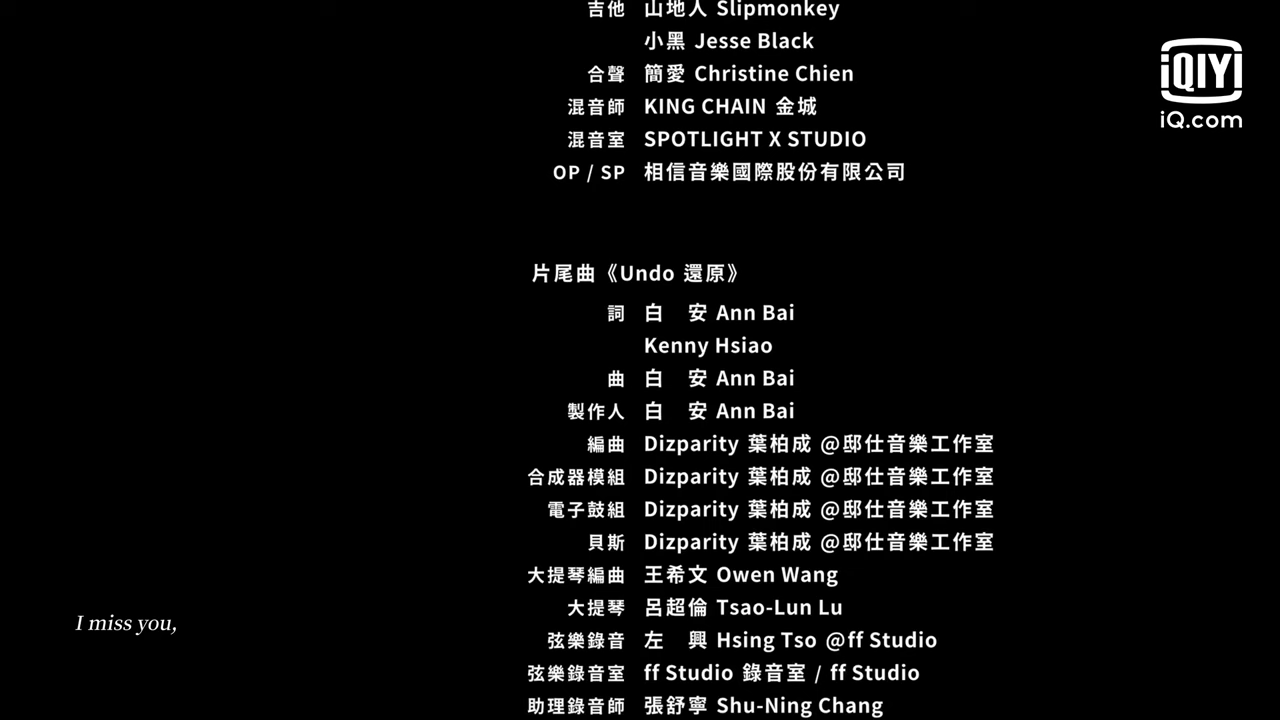 吉他 山地人 Slipmonkey
小黑 Jesse Black
合聲 簡愛 Christine Chien
混音師 KING CHAIN 金城
混音室 SPOTLIGHT X STUDIO
OP / SP 相信音樂國際股份有限公司
iQIYI
iQ.com
片尾曲《Undo 還原》
詞 白 安 Ann Bai
Kenny Hsiao
曲 白 安 Ann Bai
製作人 白 安 Ann Bai
編曲 Dizparity 葉柏成 @邸仕音樂工作室
合成器模組 Dizparity 葉柏成 @邸仕音樂工作室
電子鼓組 Dizparity 葉柏成 @邸仕音樂工作室
貝斯 Dizparity 葉柏成 @邸仕音樂工作室
大提琴編曲 王希文 Owen Wang
大提琴 呂超倫 Tsao-Lun Lu
弦樂錄音 左 興 Hsing Tso @ff Studio
弦樂錄音室 ff Studio 錄音室 / ff Studio
助理錄音師 張舒寧 Shu-Ning Chang
I miss you,